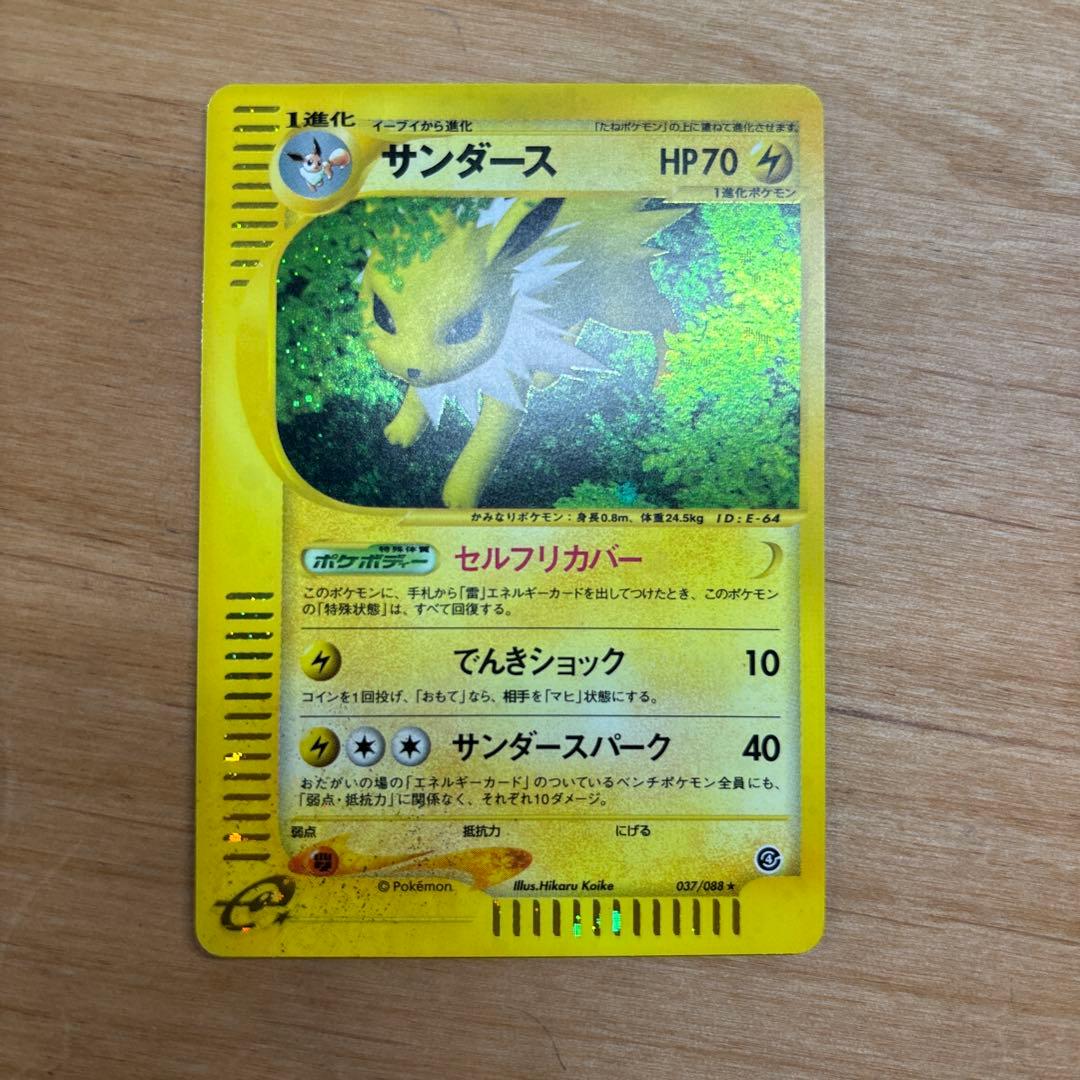 1進化
イーブイから進化
「たねポケモン」の上に重ねて進化させます。
サンダース HP70
1進化ポケモン
かみなりポケモン：身長0.8m、体重24.5kg ID:E-64
特殊体質
ポケボディー セルフリカバー
このポケモンに、手札から「雷」エネルギーカードを出してつけたとき、このポケモン
の「特殊状態」は、すべて回復する。
でんきショック 10
コインを1回投げ、「おもて」なら、相手を「マヒ」状態にする。
サンダースパーク 40
おたがいの場の「エネルギーカード」のついているベンチポケモン全員にも、
「弱点・抵抗力」に関係なく、それぞれ10ダメージ。
弱点 抵抗力 にげる
© Pokémon Illus.Hikaru Koike 037/088★
e
4